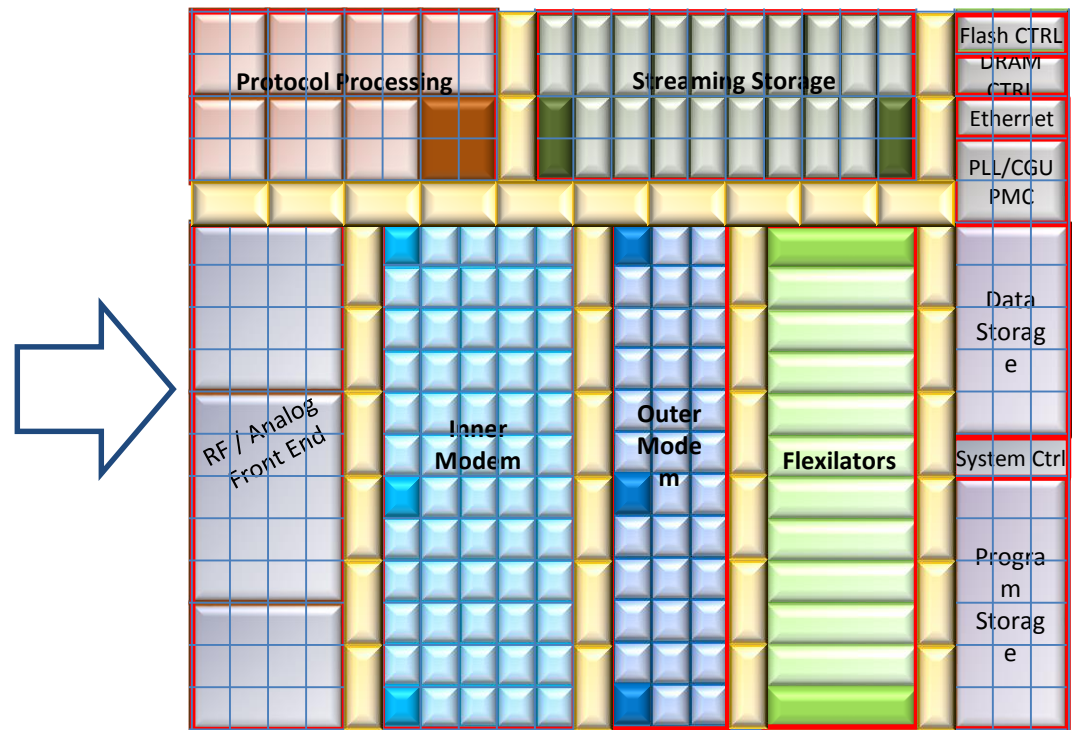 Protocol Processing
Streaming Storage
Flash CTRL
DRAM
CTRL
Ethernet
PLL/CGU
PMC
RF / Analog
Front End
Inner
Modem
Outer
Mode
m
Flexilators
Data
Storag
e
System Ctrl
Progra
m
Storag
e